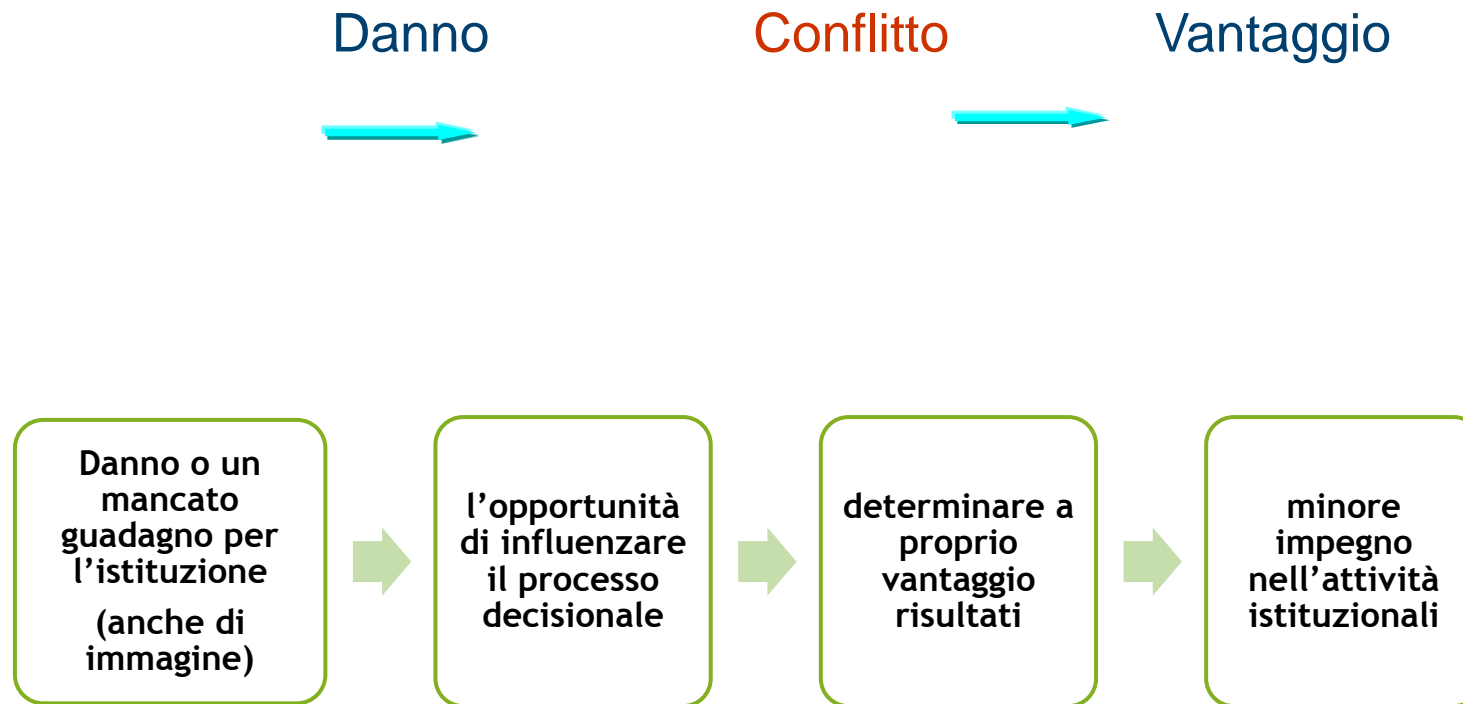 Danno Conflitto Vantaggio
Danno o un
mancato
guadagno per
l’istituzione
(anche di
immagine)
l’opportunità
di influenzare
il processo
decisionale
determinare a
proprio
vantaggio
risultati
minore
impegno
nell’attività
istituzionali